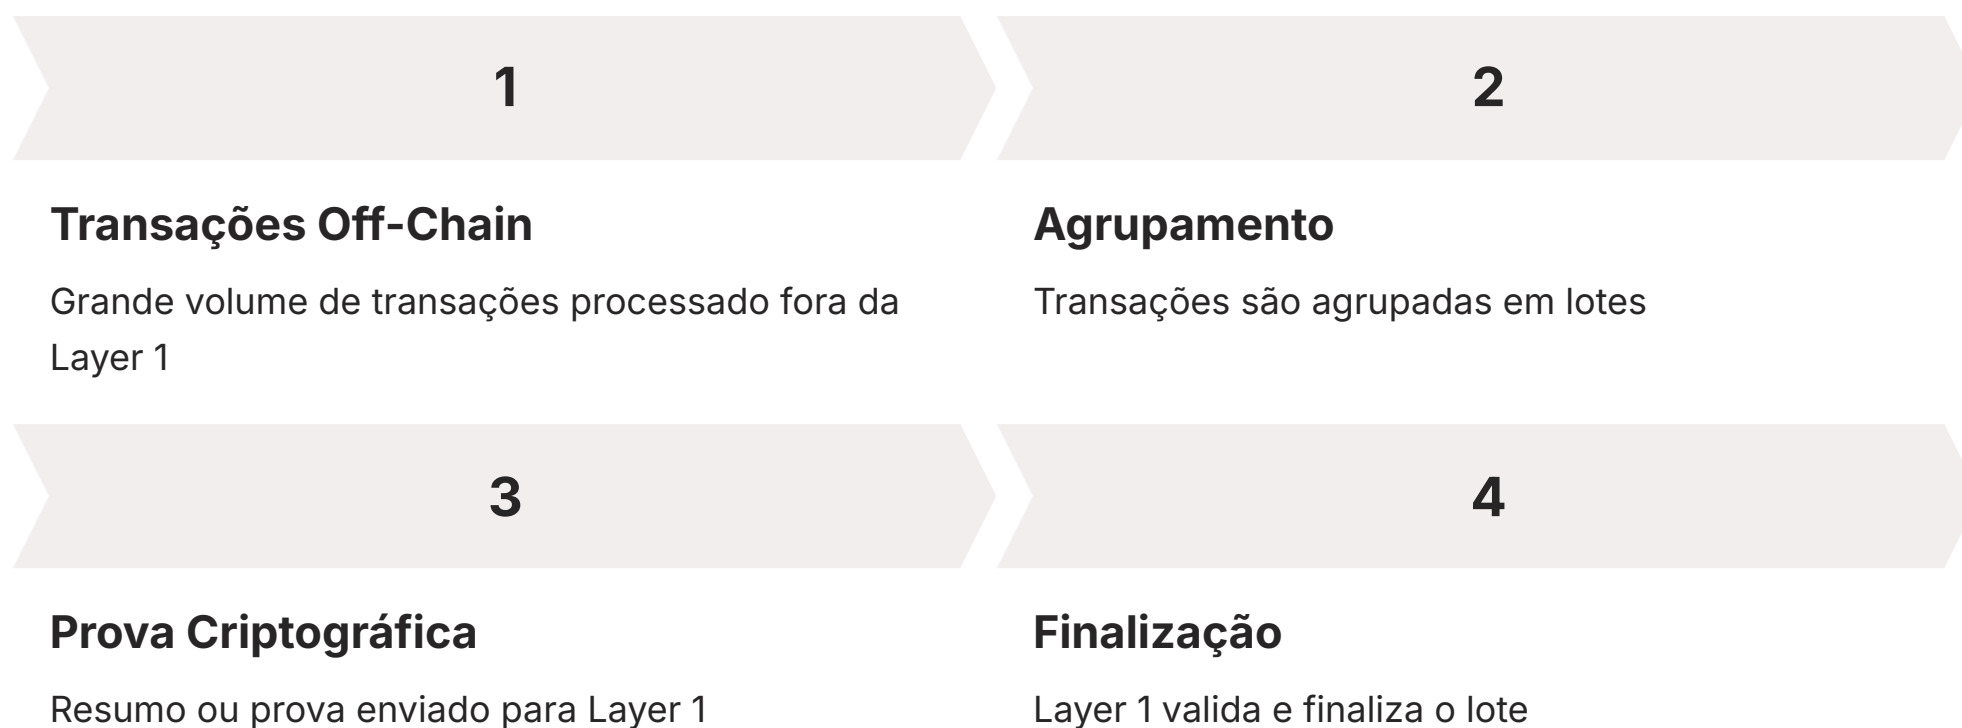 1
Transações Off-Chain
Grande volume de transações processado fora da
Layer 1
2
Agrupamento
Transações são agrupadas em lotes
3
Prova Criptográfica
Resumo ou prova enviado para Layer 1
4
Finalização
Layer 1 valida e finaliza o lote